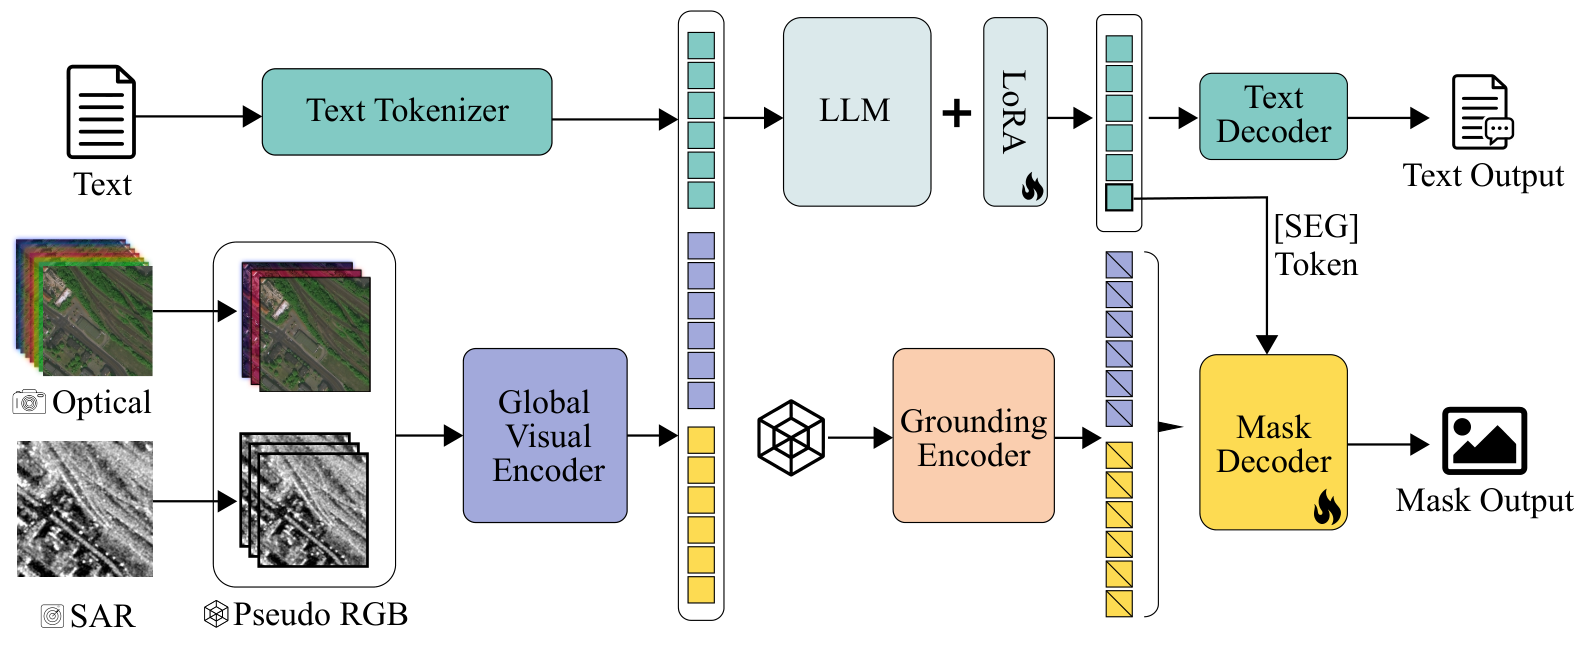 Text
Text Tokenizer
LLM
LoRA
Text
Decoder
Text Output
[SEG]
Token
Optical
SAR
Pseudo RGB
Global
Visual
Encoder
Grounding
Encoder
Mask
Decoder
Mask Output